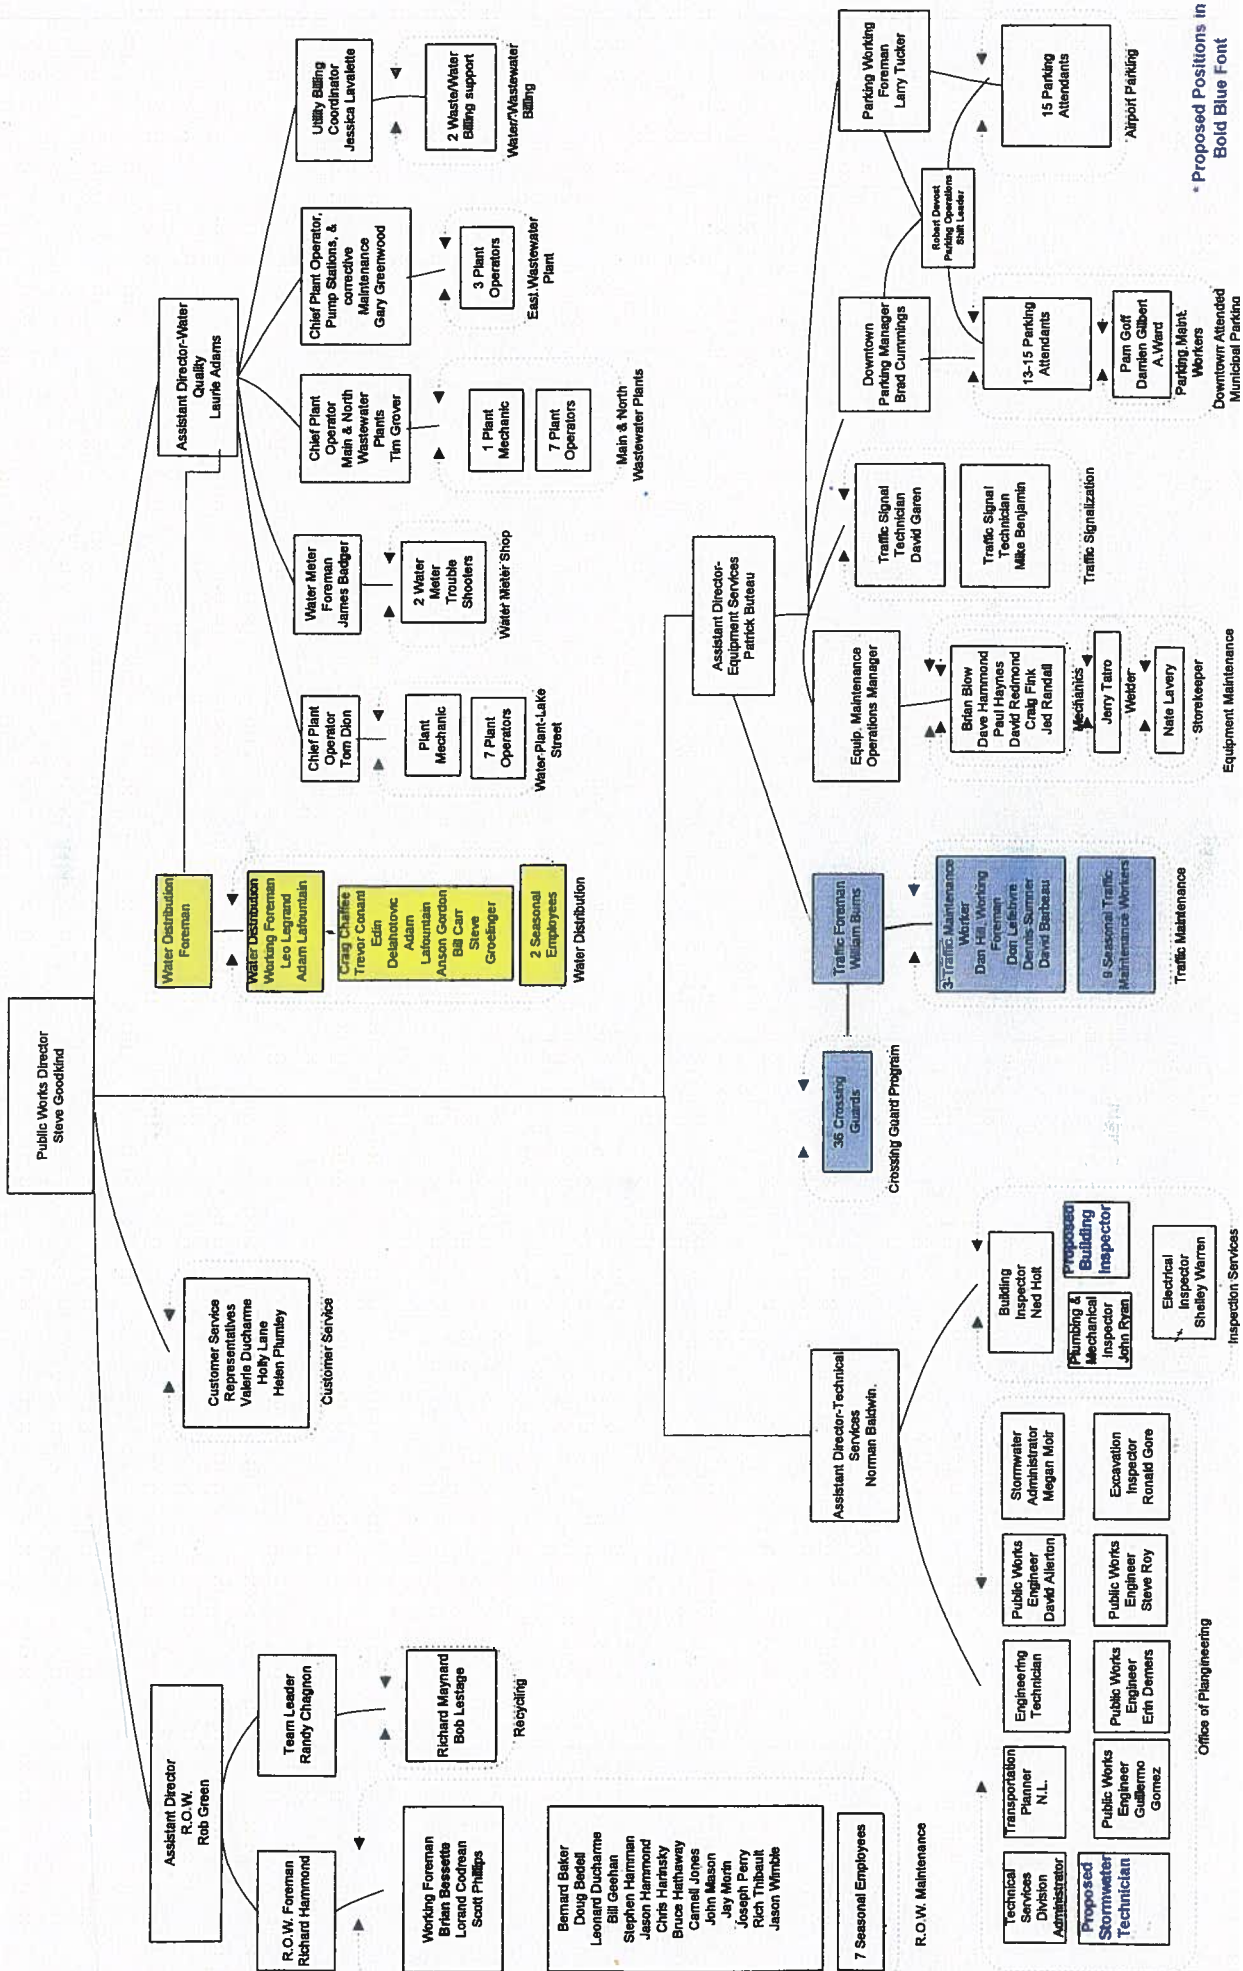 Public Works Director
Steve Goodkind
Assistant Director
R.O.W.
Rob Green
R.O.W. Foreman
Richard Hammond
Working Foreman
Brian Bessette
Lorand Codrean
Scott Phillips
Bernard Baker
Doug Bedell
Leonard Ducharme
Bill Geehan
Stephen Hamman
Jason Hammond
Chris Harinsky
Bruce Hathaway
Carnell Jones
John Mason
Jay Morin
Joseph Perry
Rich Thibault
Jason Wimble
7 Seasonal Employees
R.O.W. Maintenance
Team Leader
Randy Chagnon
Richard Maynard
Bob Lestage
Recycling
Customer Service
Representatives
Valerie Ducharme
Holly Lane
Helen Plumley
Customer Service
Assistant Director-Water
Quality
Laurie Adams
Water Distribution
Foreman
Water Distribution
Working Foreman
Leo Legrand
Adam Lafountain
Craig Chaffee
Trevor Conant
Edin
Delahotovic
Adam
Lafountain
Anson Gordon
Bill Carr
Steve
Groelinger
2 Seasonal
Employees
Water Distribution
Chief Plant
Operator
Tom Dion
Plant
Mechanic
7 Plant
Operators
Water-Plant-Lake
Street
Water Meter
Foreman
James Badger
2 Water
Meter
Trouble
Shooters
Water Meter Shop
Chief Plant
Operator
Main & North
Wastewater
Plants
Tim Grover
1 Plant
Mechanic
7 Plant
Operators
Main & North
Wastewater Plants
Chief Plant Operator,
Pump Stations, &
corrective
Maintenance
Gary Greenwood
3 Plant
Operators
East Wastewater
Plant
Utility Billing
Coordinator
Jessica Lavalette
2 Waste/Water
Billing support
Water/Wastewater
Billing
Assistant Director-Technical
Services
Norman Baldwin.
Technical
Services
Division
Administrator
Transportation
Planner
N.L.
Engineering
Technician
Public Works
Engineer
David Allerton
Stormwater
Administrator
Megan Moir
Proposed
Stormwater
Technician
Public Works
Engineer
Guillermo
Gomez
Public Works
Engineer
Erin Demers
Public Works
Engineer
Steve Roy
Excavation
Inspector
Ronald Gore
Office of Plangineering
Building
Inspector
Ned Holt
Plumbing &
Mechanical
Inspector
John Ryan
Proposed
Building
Inspector
Electrical
Inspector
Shelley Warren
Inspection Services
Assistant Director-
Equipment Services
Patrick Buteau
36 Crossing
Guards
Crossing Guard Program
Traffic Foreman
William Burns
3-Traffic Maintenance
Worker
Dan Hill, Working
Foreman
Don Lefebvre
Dennis Sumner
David Barbeau
9 Seasonal Traffic
Maintenance Workers
Traffic Maintenance
Equip. Maintenance
Operations Manager
Brian Blow
Dave Hammond
Paul Haynes
David Redmond
Craig Fink
Jed Randall
Mechanics
Jerry Tatro
Welder
Nate Lavery
Storekeeper
Equipment Maintenance
Traffic Signal
Technician
David Garen
Traffic Signal
Technician
Mike Benjamin
Traffic Signalization
Downtown
Parking Manager
Brad Cummings
13-15 Parking
Attendants
Pam Goff
Damien Gilbert
A.Ward
Parking Maint.
Workers
Downtown Attended
Municipal Parking
Robert Devost
Parking Operations
Shift Leader
Parking Working
Foreman
Larry Tucker
15 Parking
Attendants
Airport Parking
* Proposed Positions in
Bold Blue Font